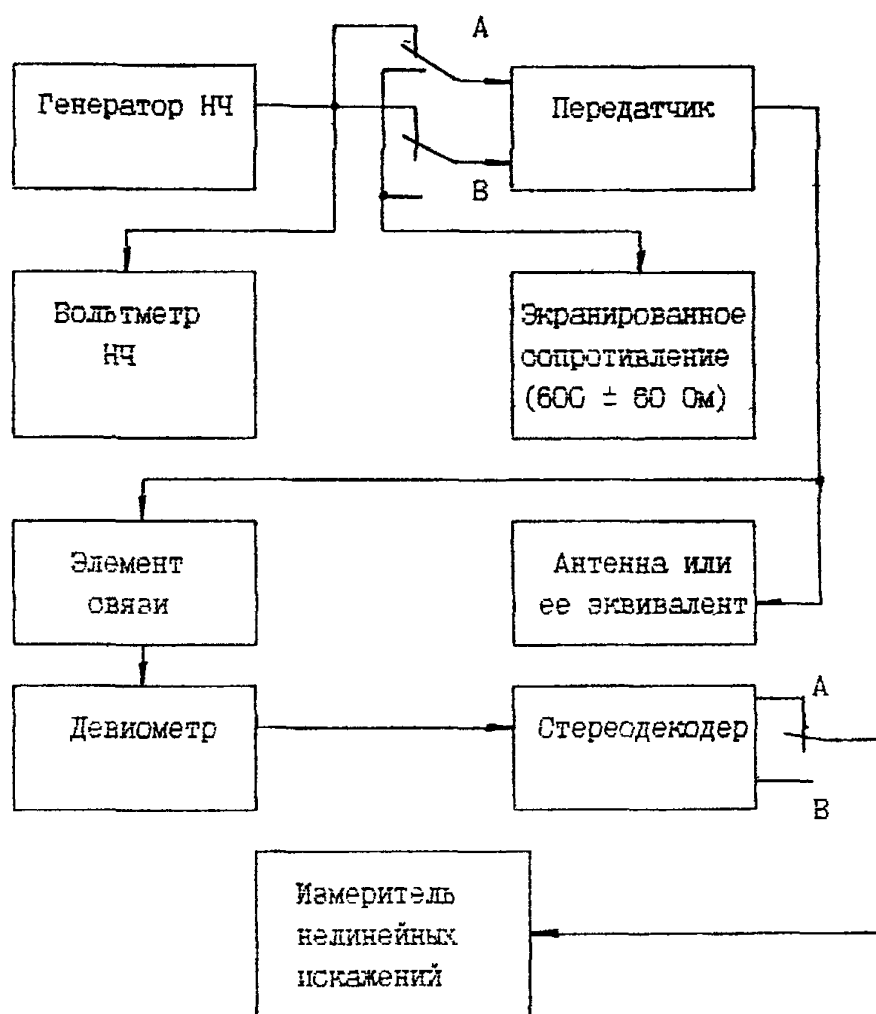 А
Генератор НЧ
Передатчик
В
Вольтметр
НЧ
Экранированное
сопротивление
(600 ± 60 Ом)
Элемент
связи
Антенна или
ее эквивалент
Девиометр
Стереодекодер
А
В
Измеритель
нелинейных
искажений